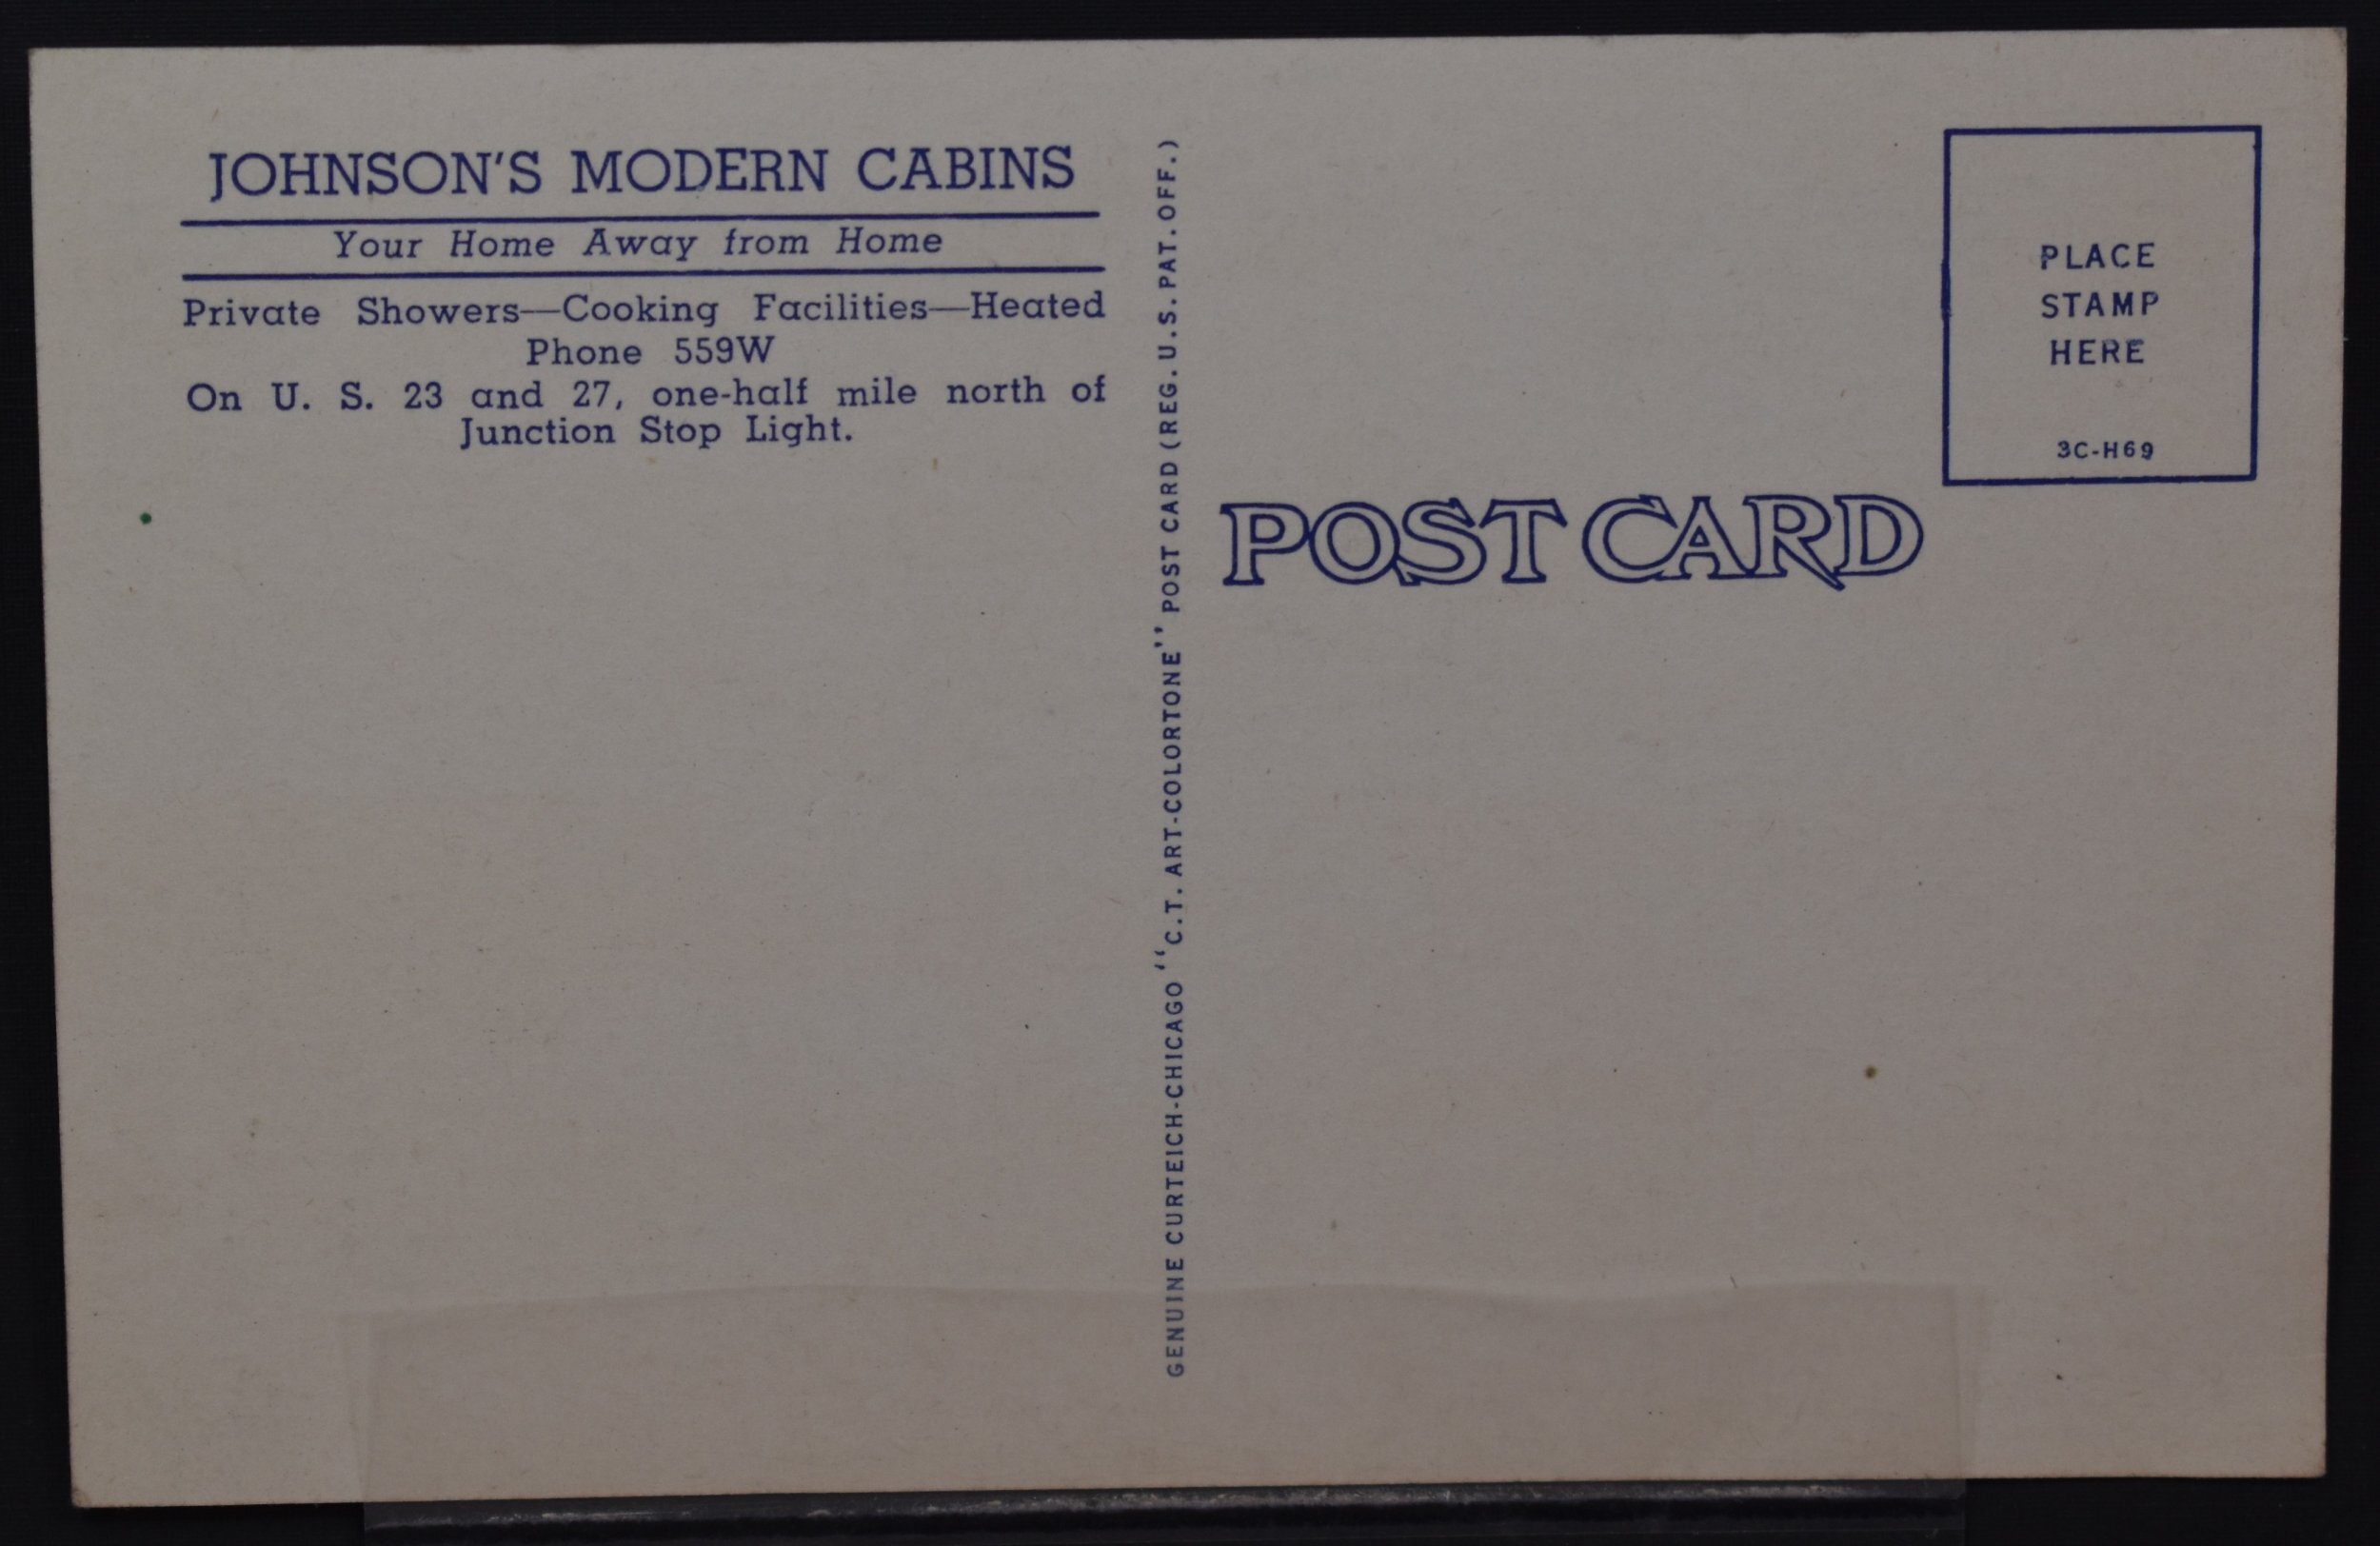 JOHNSON'S MODERN CABINS
Your Home Away from Home
Private Showers—Cooking Facilities—Heated
Phone 559W
On U. S. 23 and 27, one-half mile north of
Junction Stop Light.
GENUINE CURTEICH-CHICAGO "C.T. ART-COLORTONE" POST CARD (REG. U.S. PAT. OFF.)
POST CARD
PLACE
STAMP
HERE
3C-H69